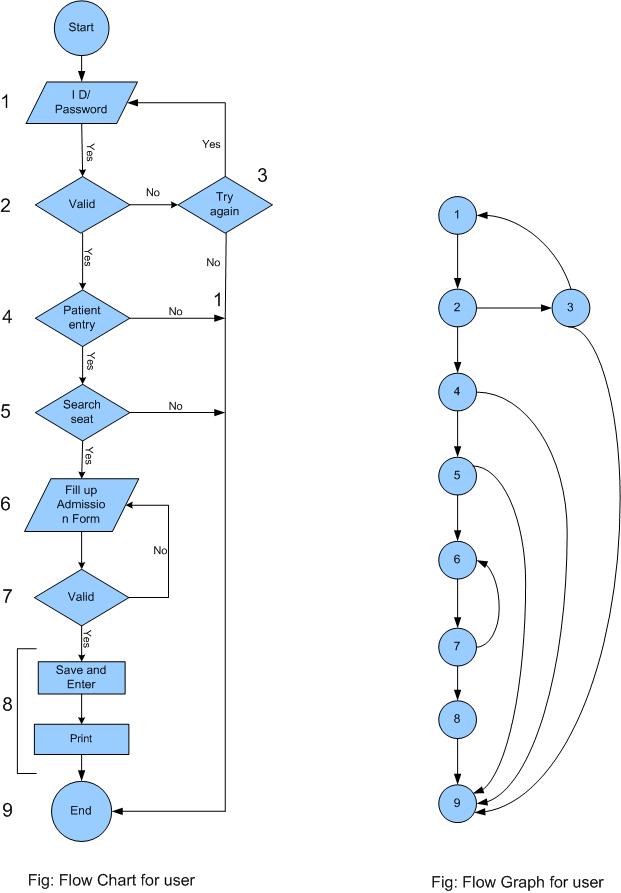 Start
1
I D/
Password
Yes
Yes
3
2
Valid
No
Try
again
Yes
No
1
4
Patient
entry
No
Yes
5
Search
seat
No
Yes
6
Fill up
Admissio
n Form
No
7
Valid
Yes
8
Save and
Enter
Print
9
End
Fig: Flow Chart for user
1
2
3
4
5
6
7
8
9
Fig: Flow Graph for user